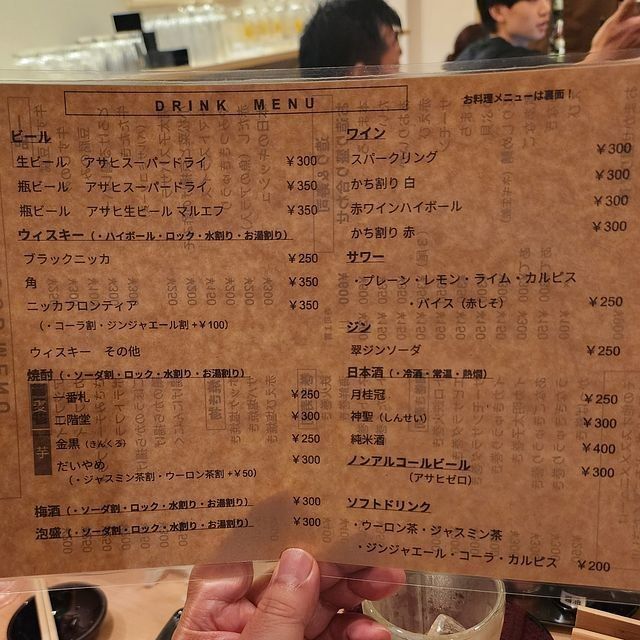 DRINK MENU
お料理メニューは裏面！
ビール
生ビール アサヒスーパードライ ¥300
瓶ビール アサヒスーパードライ ¥350
瓶ビール アサヒ生ビール マルエフ ¥350
ウィスキー（・ハイボール・ロック・水割り・お湯割り）
ブラックニッカ ¥250
角 ¥350
ニッカフロンティア ¥350
（・コーラ割・ジンジャエール割 +¥100）
ウィスキー その他
焼酎（・ソーダ割・ロック・水割り・お湯割り）
一番札 ¥250
二階堂 ¥300
芋
金黒（きんくろ） ¥250
だいやめ ¥300
（・ジャスミン茶割・ウーロン茶割 +¥50）
梅酒（・ソーダ割・ロック・水割り・お湯割り） ¥300
泡盛（・ソーダ割・ロック・水割り・お湯割り） ¥300
ワイン
スパークリング ¥300
かち割り 白 ¥300
赤ワインハイボール ¥300
かち割り 赤 ¥300
サワー
・プレーン・レモン・ライム・カルピス
・バイス（赤しそ） ¥250
ジン
翠ジンソーダ ¥250
日本酒（・冷酒・常温・熱燗）
月桂冠 ¥250
神聖（しんせい） ¥300
純米酒 ¥400
ノンアルコールビール ¥300
（アサヒゼロ）
ソフトドリンク
・ウーロン茶・ジャスミン茶
・ジンジャエール・コーラ・カルピス ¥200